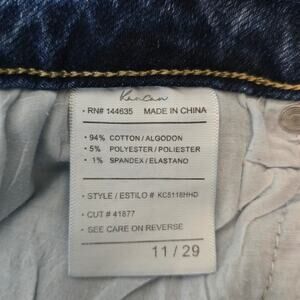 KanCan
• RN# 144635 MADE IN CHINA
• 94% COTTON / ALGODON
• 5% POLYESTER / POLIESTER
• 1% SPANDEX / ELASTANO
• STYLE / ESTILO # KC5118HHD
• CUT # 41877
• SEE CARE ON REVERSE
11 / 29